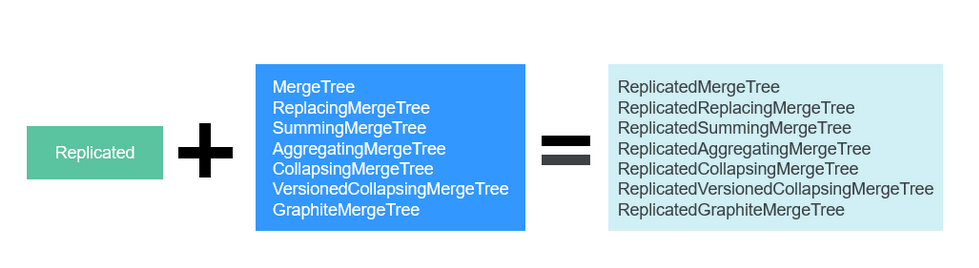 Replicated
MergeTree
ReplacingMergeTree
SummingMergeTree
AggregatingMergeTree
CollapsingMergeTree
VersionedCollapsingMergeTree
GraphiteMergeTree
ReplicatedMergeTree
ReplicatedReplacingMergeTree
ReplicatedSummingMergeTree
ReplicatedAggregatingMergeTree
ReplicatedCollapsingMergeTree
ReplicatedVersionedCollapsingMergeTree
ReplicatedGraphiteMergeTree